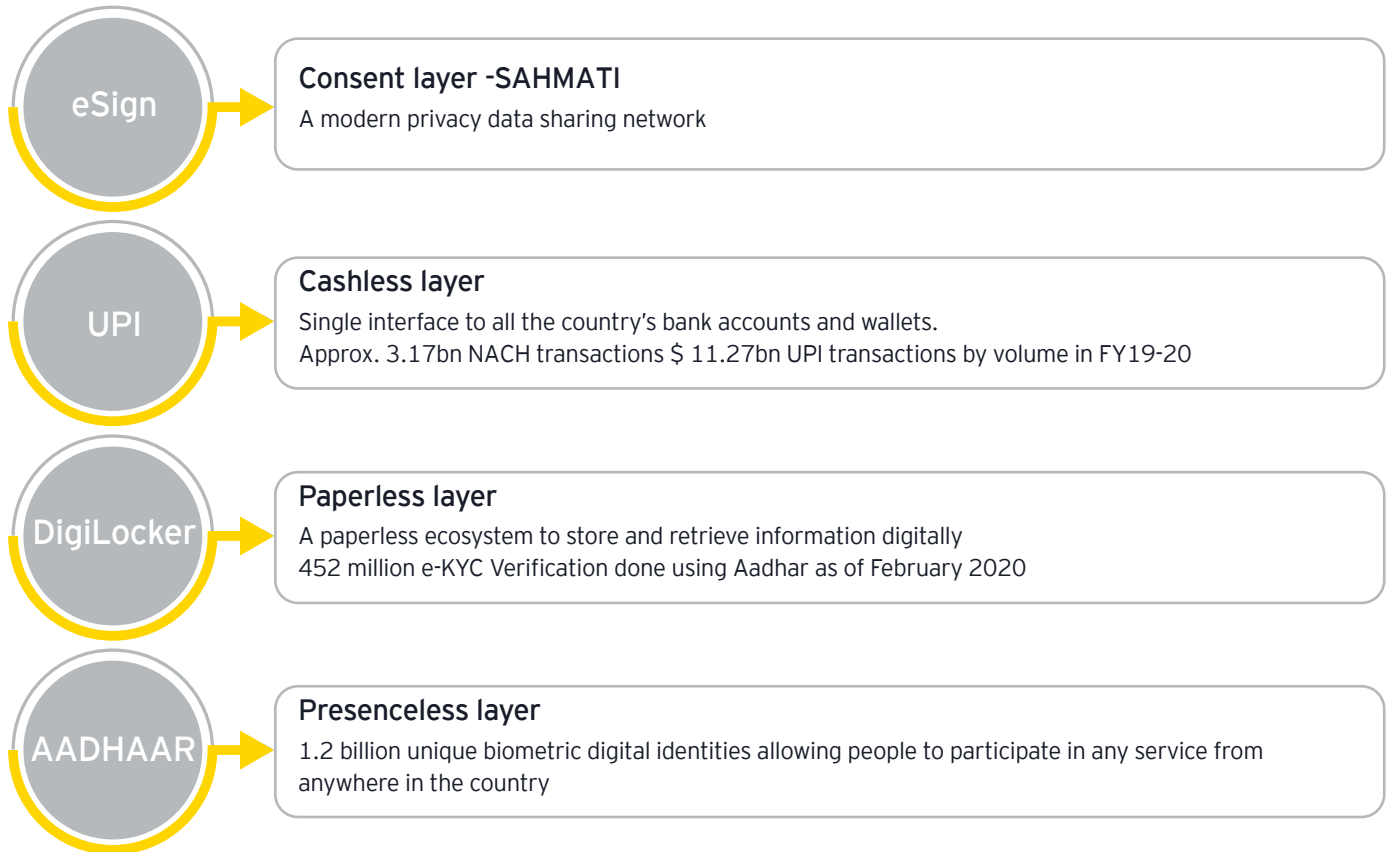 eSign
Consent layer -SAHMATI
A modern privacy data sharing network
UPI
Cashless layer
Single interface to all the country's bank accounts and wallets.
Approx. 3.17bn NACH transactions $ 11.27bn UPI transactions by volume in FY19-20
DigiLocker
Paperless layer
A paperless ecosystem to store and retrieve information digitally
452 million e-KYC Verification done using Aadhar as of February 2020
AADHAAR
Presenceless layer
1.2 billion unique biometric digital identities allowing people to participate in any service from
anywhere in the country